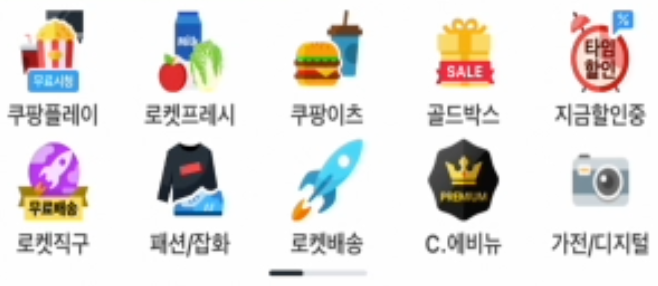 무료시청
Milk
SALE
%
타임
할인
쿠팡플레이 로켓프레시 쿠팡이츠 골드박스 지금할인중
무료배송
PREMIUM
로켓직구 패션/잡화 로켓배송 C.에비뉴 가전/디지털